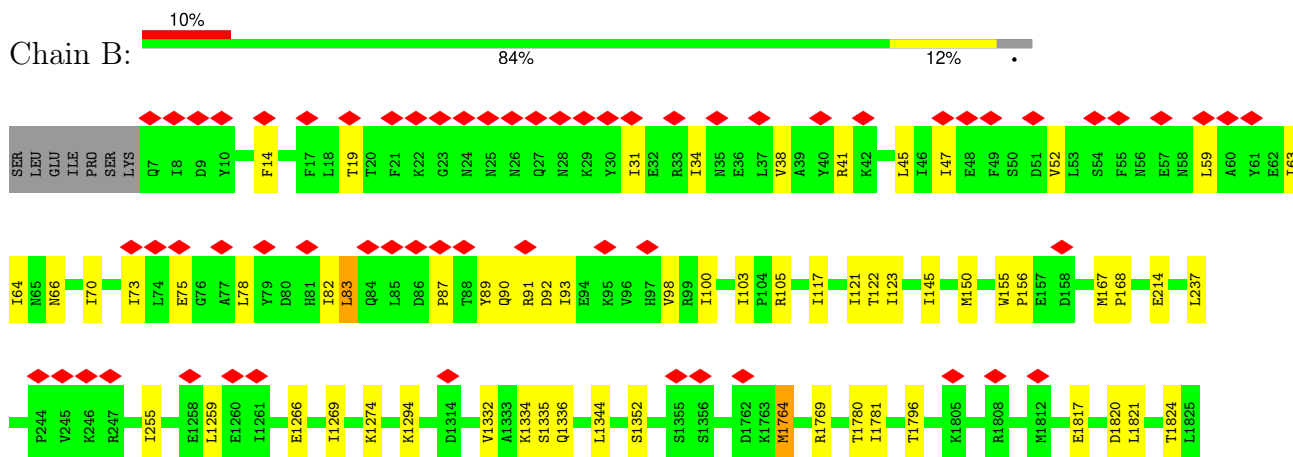 10%
Chain B:
84% 12% •
SER LEU GLU ILE PRO SER LYS Q7 I8 D9 Y10 F14 F17 L18 T19 T20 F21 K22 G23 N24 N25 N26 Q27 N28 K29 Y30 I31 E32 R33 I34 N35 E36 L37 V38 A39 Y40 R41 K42 L45 I46 I47 E48 F49 S50 D51 V52 L53 S54 F55 N56 E57 N58 L59 A60 Y61 E62 I63
I64 N65 N66 I70 I73 L74 E75 G76 A77 L78 Y79 D80 H81 I82 L83 Q84 L85 D86 P87 T88 Y89 Q90 R91 D92 I93 E94 K95 V96 H97 V98 R99 I100 I103 P104 R105 I117 I121 T122 I123 I145 M150 W155 P156 E157 D158 M167 P168 E214 L237
P244 V245 K246 R247 I255 E1258 L1259 E1260 I1261 E1266 I1269 K1274 K1294 D1314 V1332 A1333 K1334 S1335 Q1336 L1344 S1352 S1355 S1356 D1762 K1763 M1764 R1769 T1780 I1781 T1796 K1805 R1808 M1812 E1817 D1820 L1821 T1824 L1825